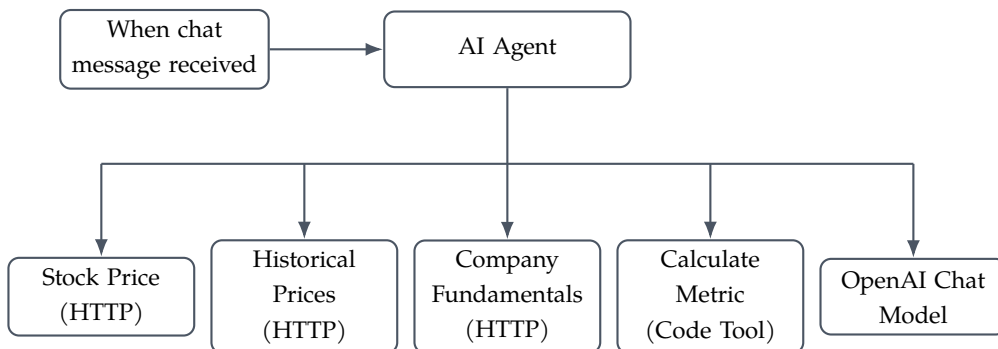 When chat
message received
AI Agent
Stock Price
(HTTP)
Historical
Prices
(HTTP)
Company
Fundamentals
(HTTP)
Calculate
Metric
(Code Tool)
OpenAI Chat
Model